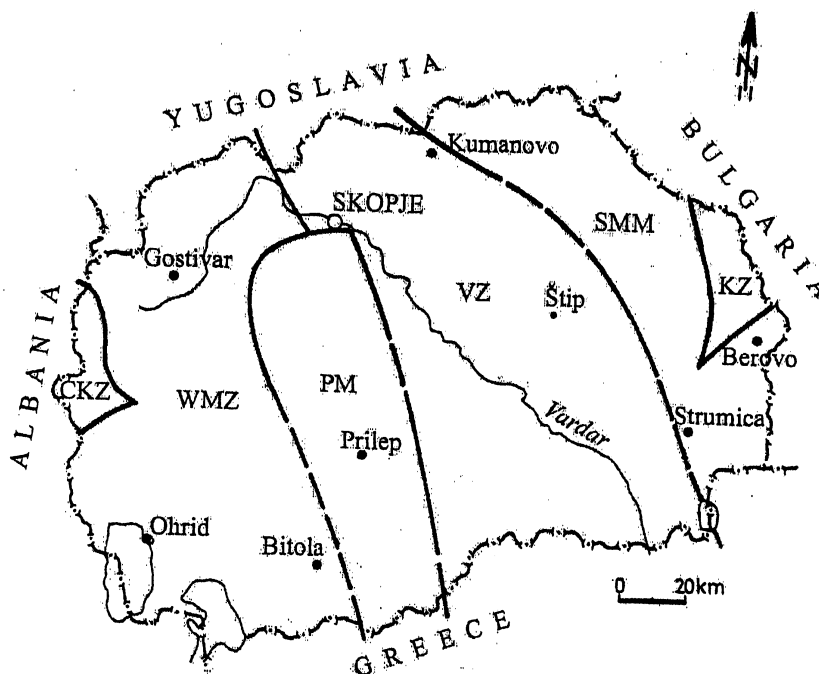 N
YUGOSLAVIA
BULGARIA
ALBANIA
GREECE
Kumanovo
SKOPJE
SMM
Gostivar
KZ
VZ
Štip
Berovo
ČKZ
WMZ
PM
Vardar
Strumica
Prilep
Ohrid
Bitola
0 20km